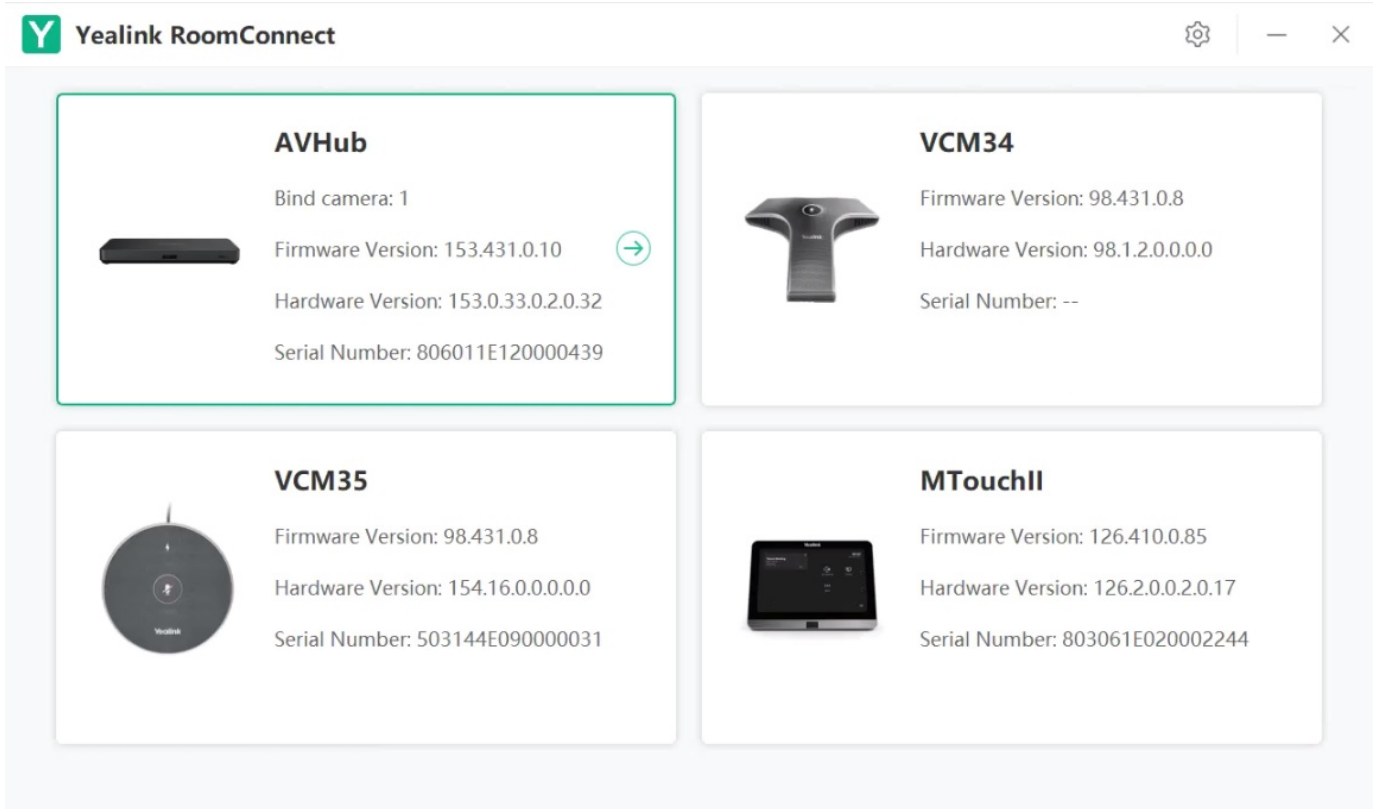 Yealink RoomConnect
AVHub
Bind camera: 1
Firmware Version: 153.431.0.10
Hardware Version: 153.0.33.0.2.0.32
Serial Number: 806011E120000439
VCM34
Firmware Version: 98.431.0.8
Hardware Version: 98.1.2.0.0.0.0
Serial Number: --
Yealink
VCM35
Firmware Version: 98.431.0.8
Hardware Version: 154.16.0.0.0.0.0
Serial Number: 503144E090000031
Yealink
MTouchII
Firmware Version: 126.410.0.85
Hardware Version: 126.2.0.0.2.0.17
Serial Number: 803061E020002244
Yealink